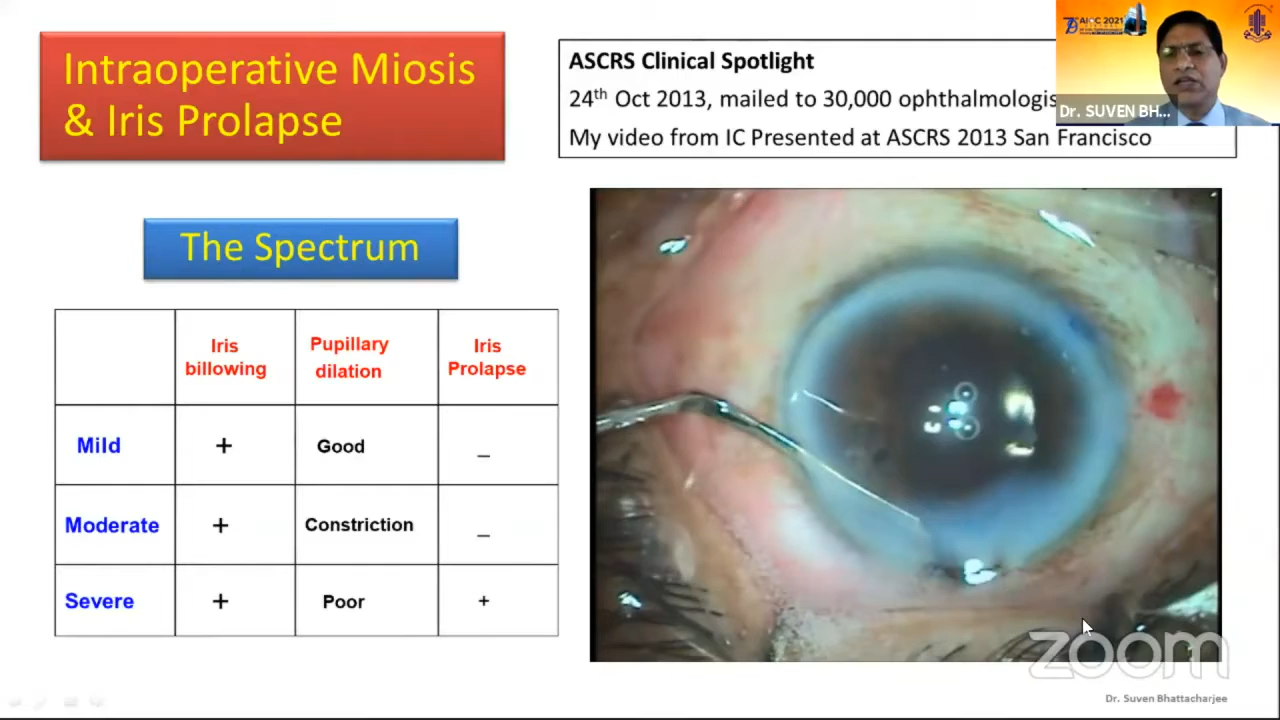 Intraoperative Miosis
& Iris Prolapse
ASCRS Clinical Spotlight
24th Oct 2013, mailed to 30,000 ophthalmologis
My video from IC Presented at ASCRS 2013 San Francisco
AIOC 2021
Dr. SUVEN BH...
The Spectrum
Iris billowing Pupillary dilation Iris Prolapse
Mild + Good _
Moderate + Constriction _
Severe + Poor +
zoom
Dr. Suven Bhattacharjee